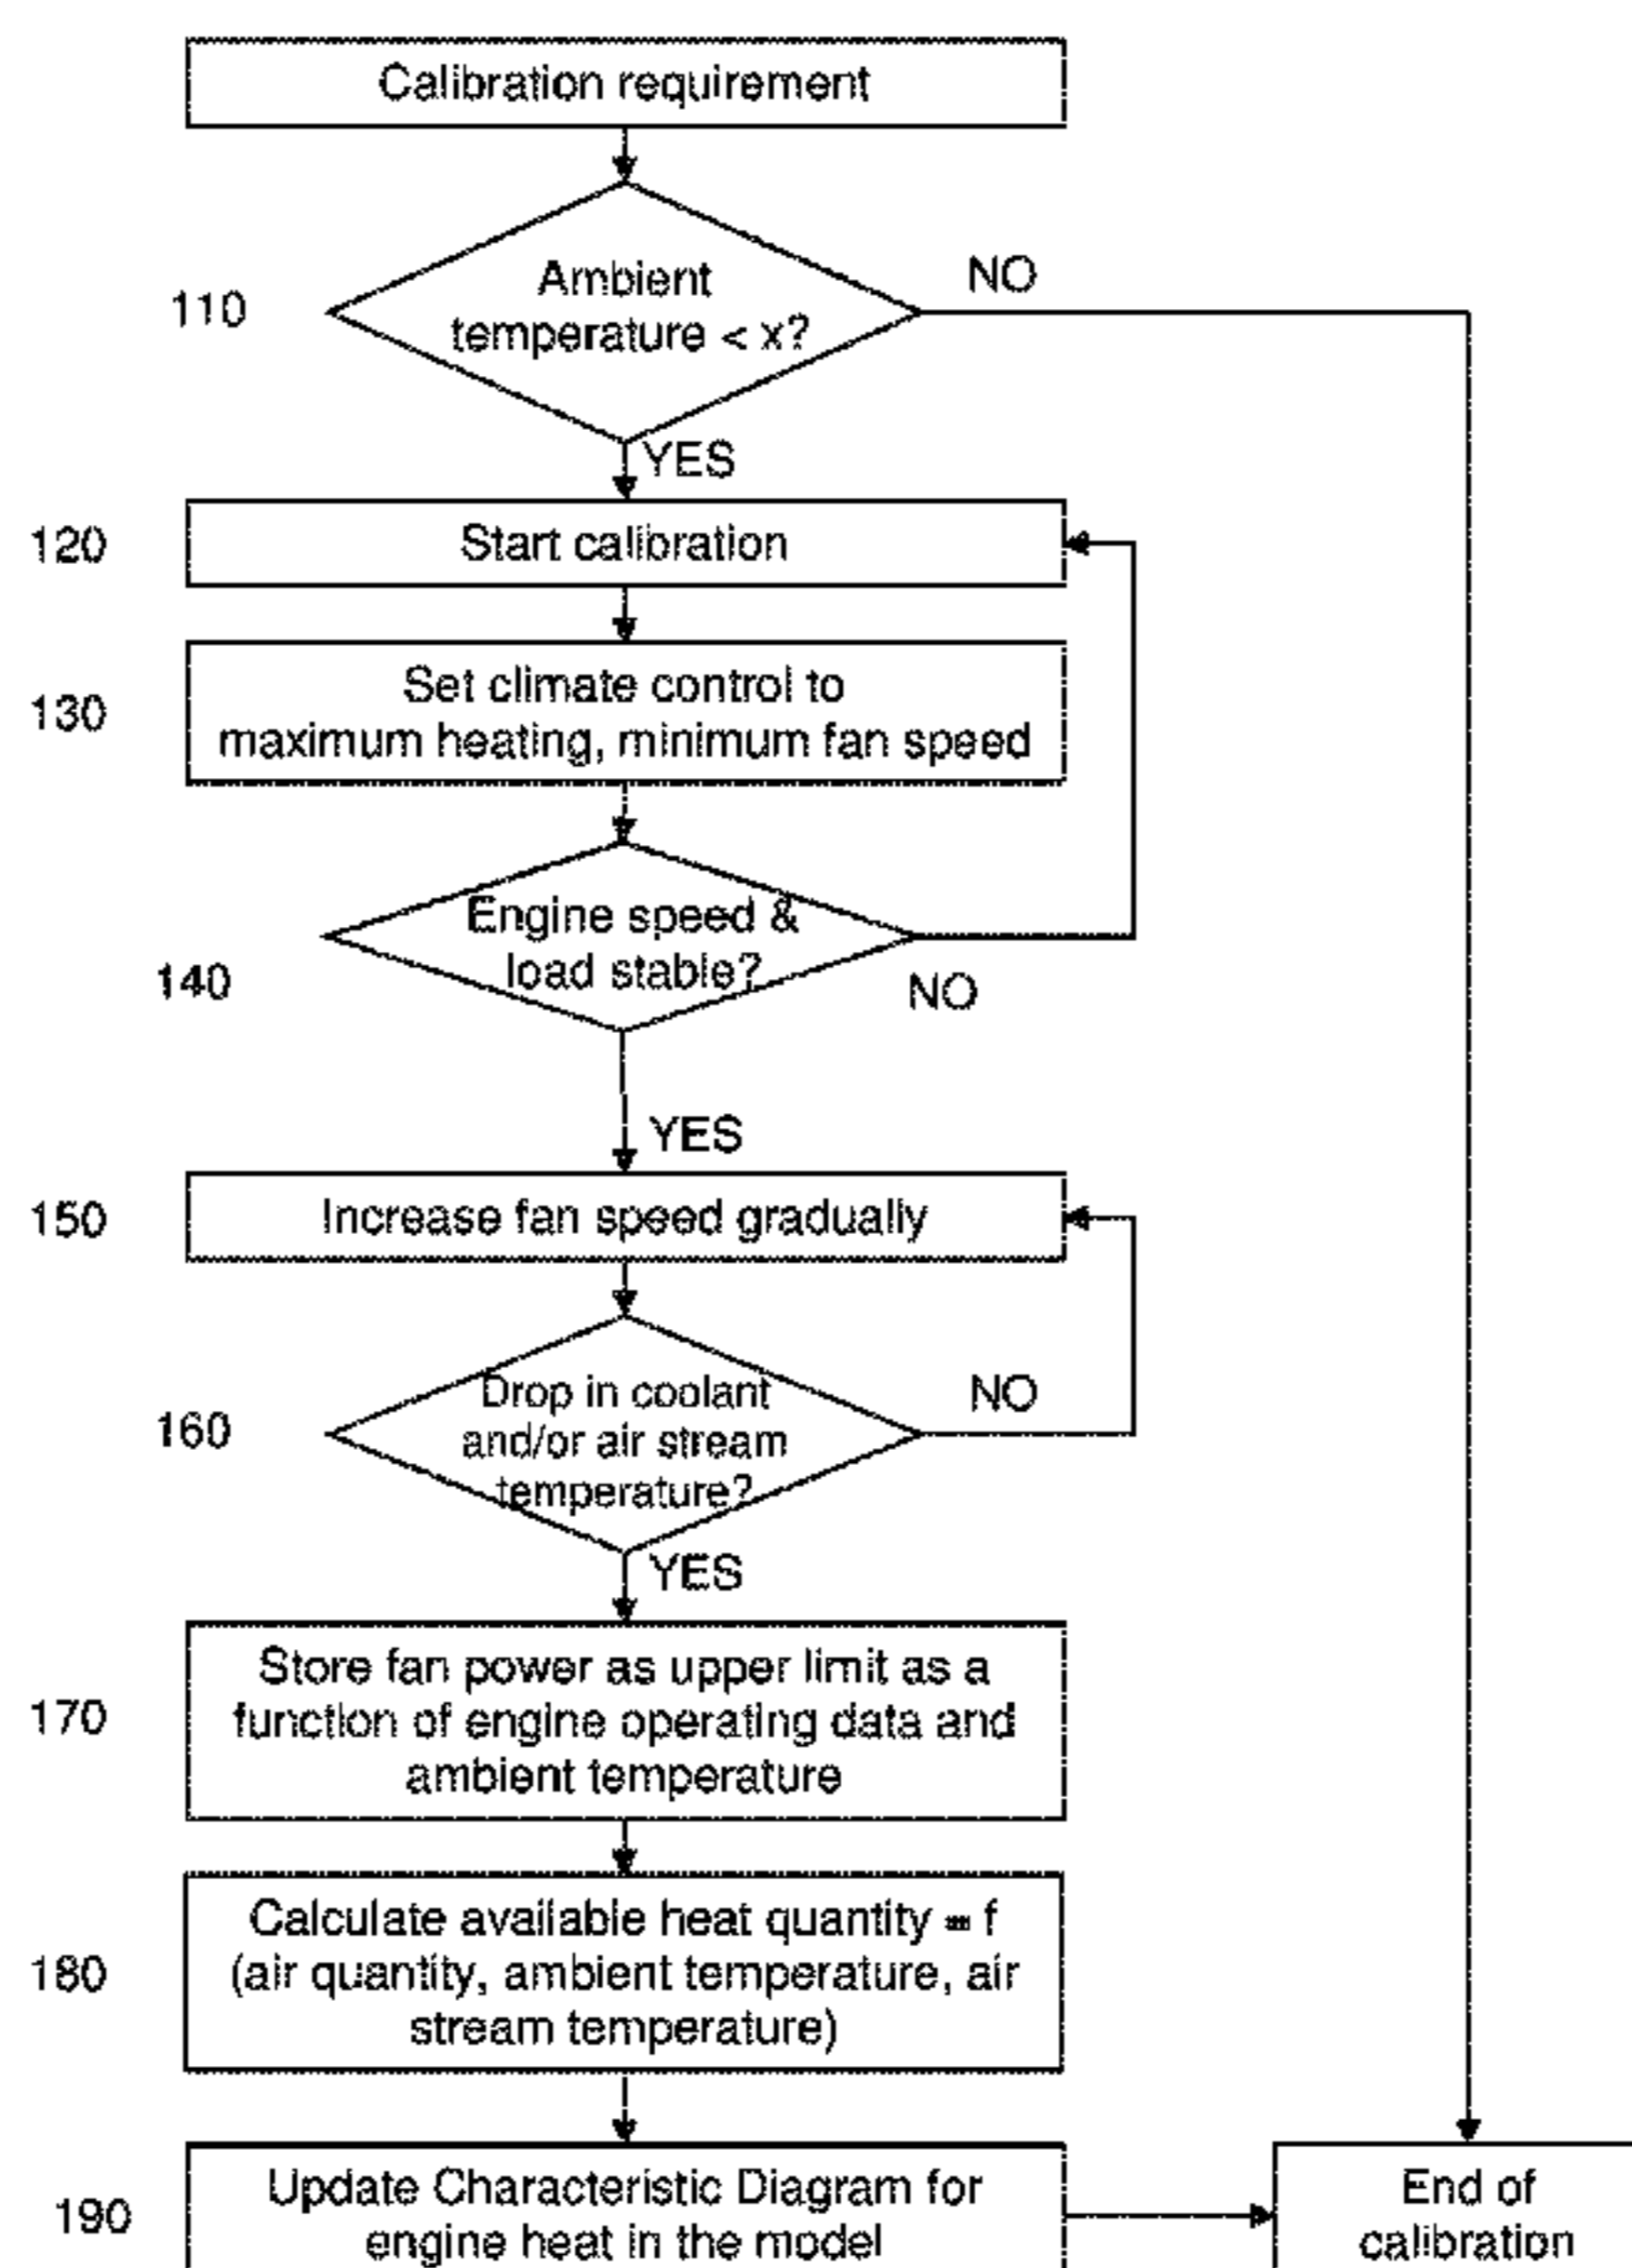 Calibration requirement
110
Ambient
temperature < x?
NO
YES
120
Start calibration
130
Set climate control to
maximum heating, minimum fan speed
140
Engine speed &
load stable?
NO
YES
150
Increase fan speed gradually
160
Drop in coolant
and/or air stream
temperature?
NO
YES
170
Store fan power as upper limit as a
function of engine operating data and
ambient temperature
180
Calculate available heat quantity = f
(air quantity, ambient temperature, air
stream temperature)
190
Update Characteristic Diagram for
engine heat in the model
End of
calibration